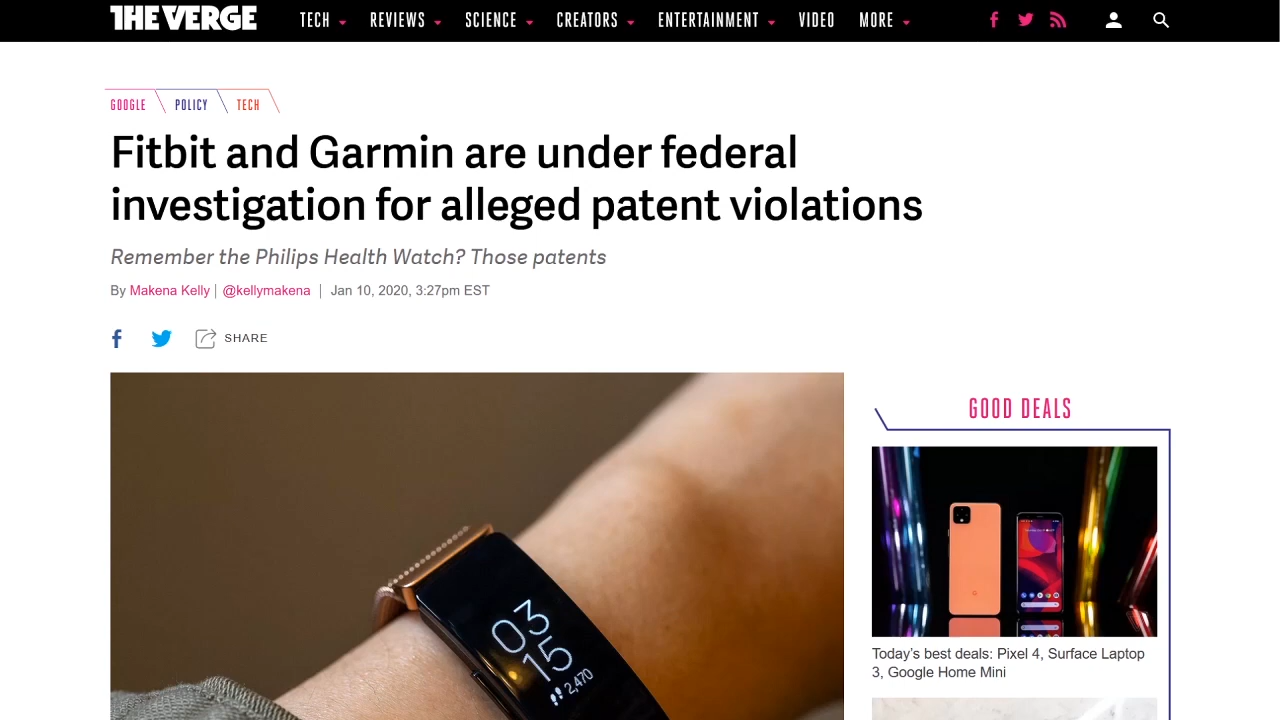 THE VERGE
TECH REVIEWS SCIENCE CREATORS ENTERTAINMENT VIDEO MORE
GOOGLE POLICY TECH
Fitbit and Garmin are under federal
investigation for alleged patent violations
Remember the Philips Health Watch? Those patents
By Makena Kelly | @kellymakena | Jan 10, 2020, 3:27pm EST
SHARE
03
15
2,470
GOOD DEALS
Today’s best deals: Pixel 4, Surface Laptop
3, Google Home Mini